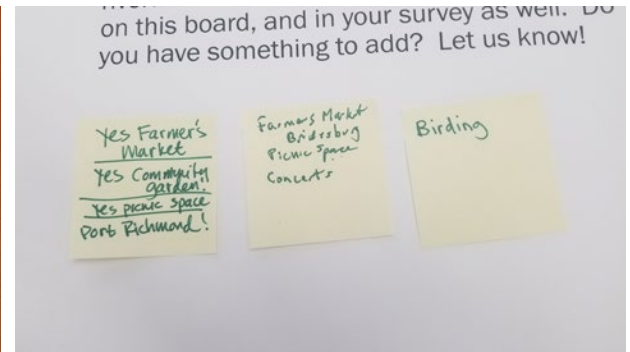 on this board, and in your survey as well. Do
you have something to add? Let us know!
Yes Farmer's
Market
Yes Community
garden.
Yes picnic space
Port Richmond!
Farmers Market
Bridesburg
Picnic Space
Concerts
Birding